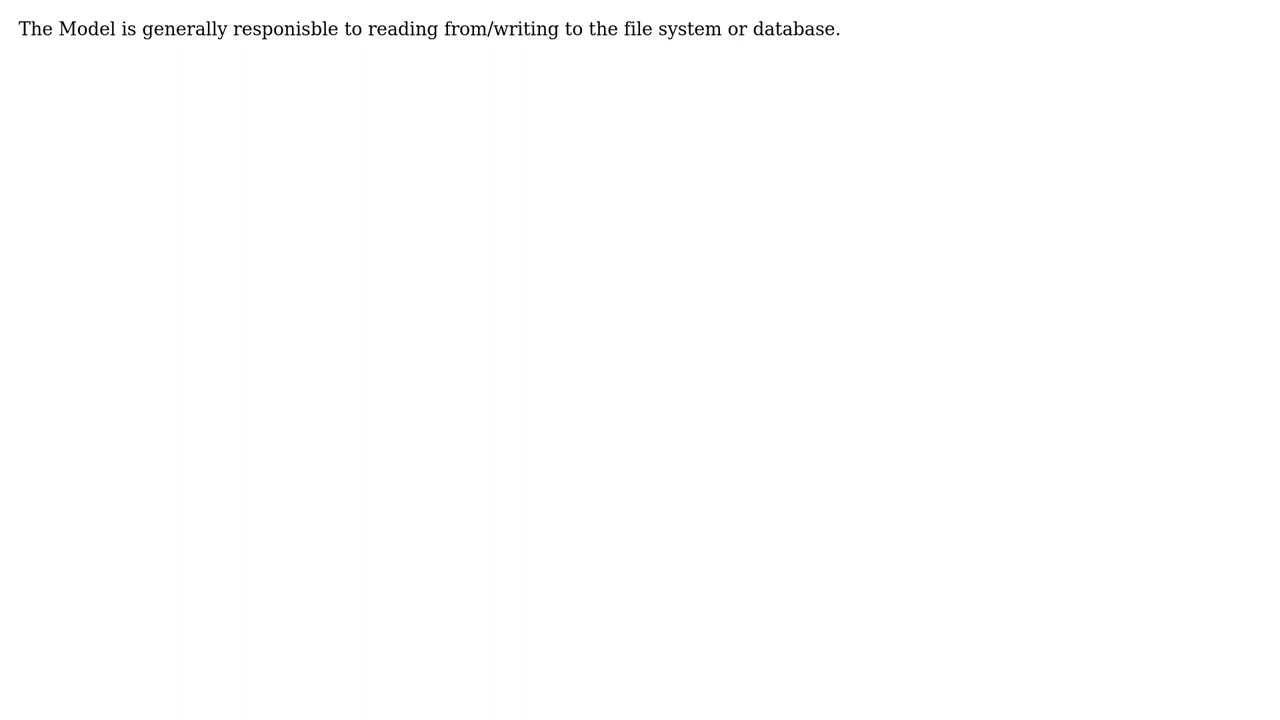 The Model is generally responisble to reading from/writing to the file system or database.